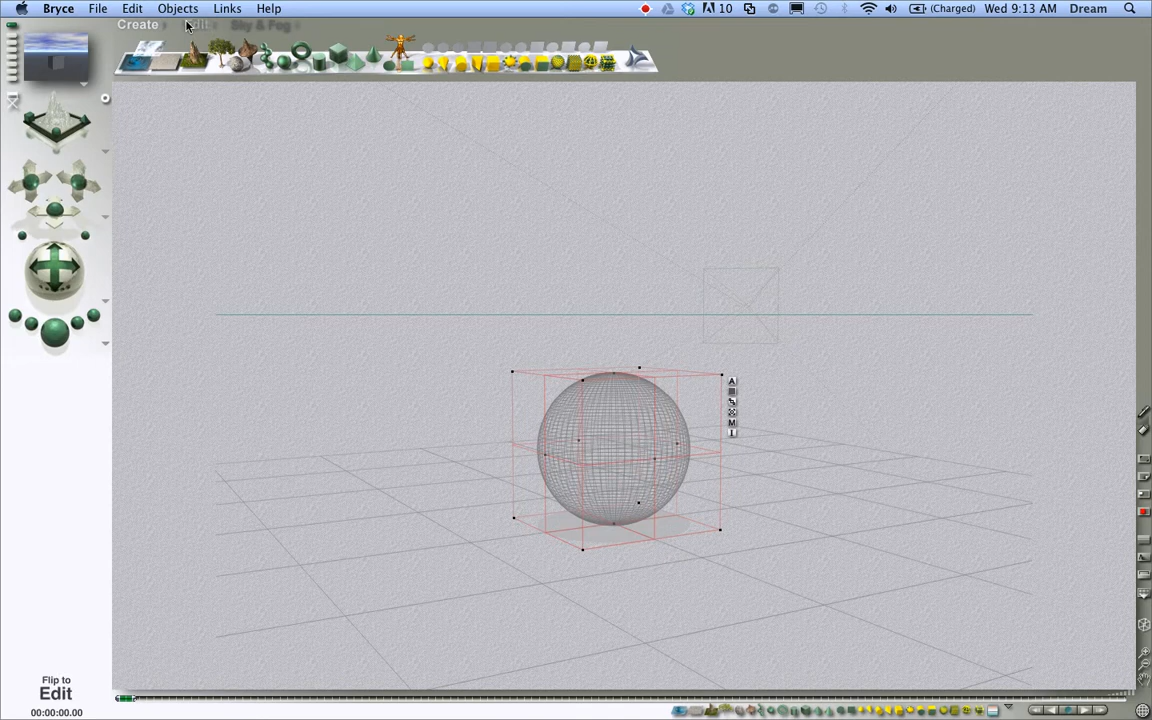 Bryce File Edit Objects Links Help 10 (Charged) Wed 9:13 AM Dream
Create Edit Sky & Fog
A
M
I
Flip to
Edit
00:00:00.00